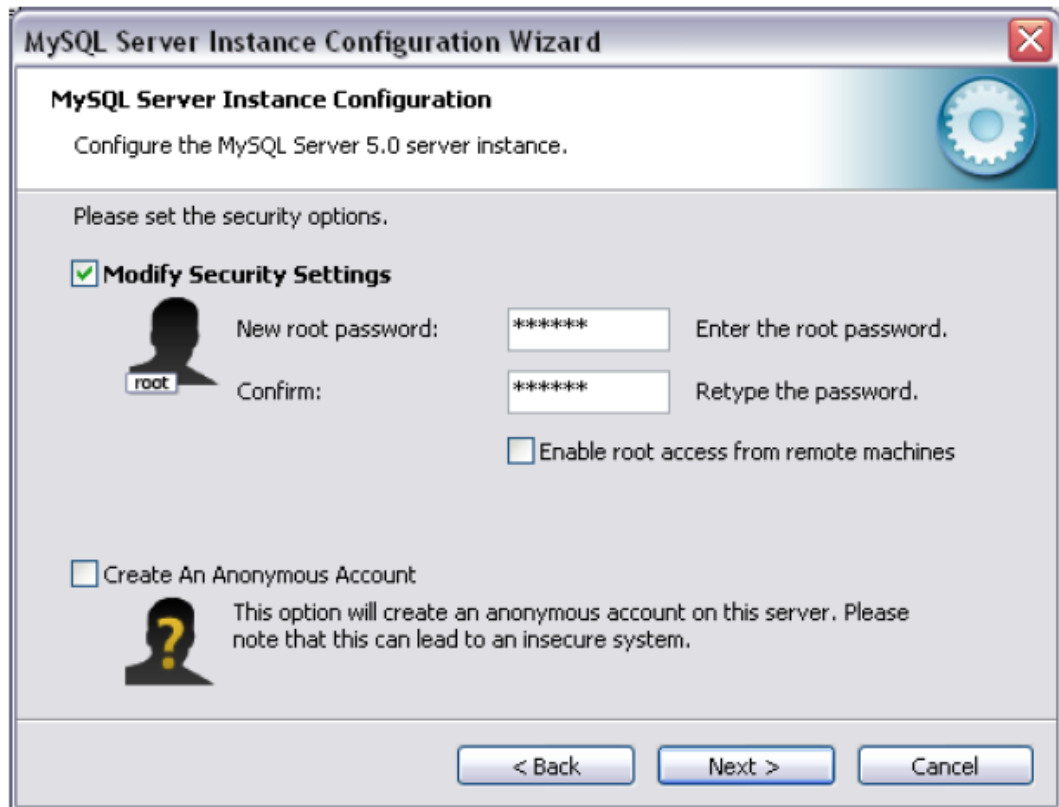 MySQL Server Instance Configuration Wizard
MySQL Server Instance Configuration
Configure the MySQL Server 5.0 server instance.
Please set the security options.
Modify Security Settings
New root password: ****** Enter the root password.
root
Confirm: ****** Retype the password.
Enable root access from remote machines
Create An Anonymous Account
This option will create an anonymous account on this server. Please
note that this can lead to an insecure system.
?
< Back Next > Cancel